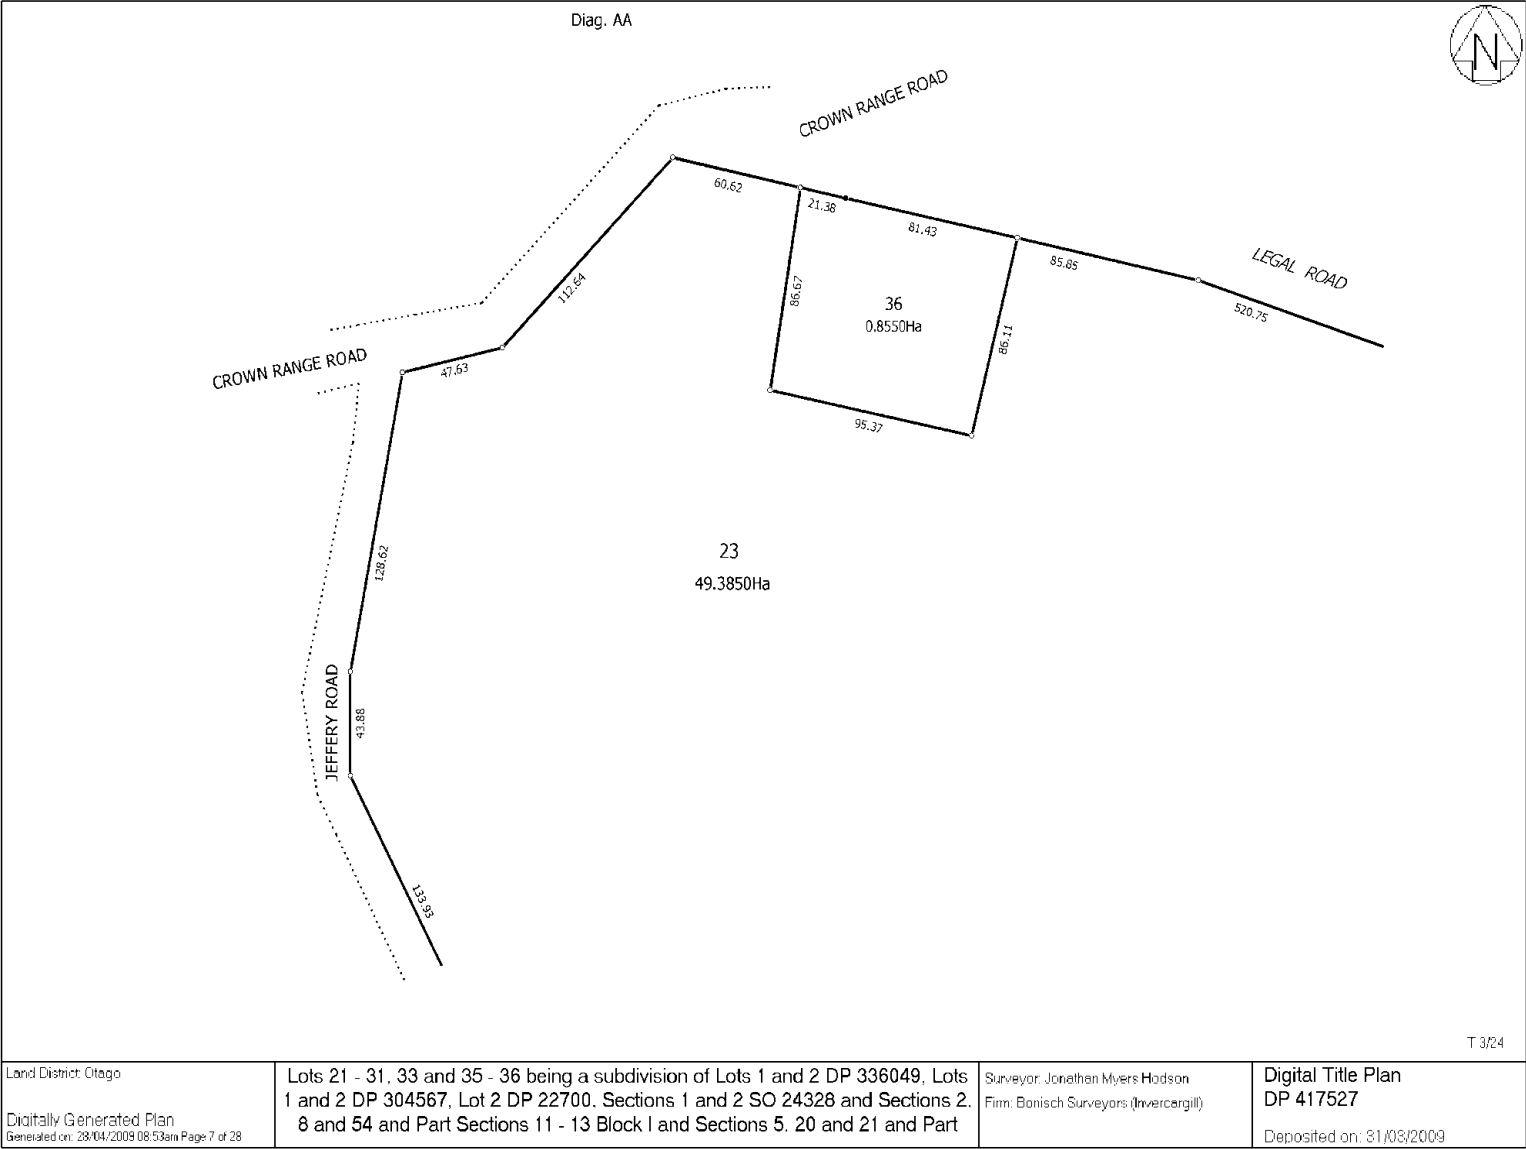 Diag. AA
N
CROWN RANGE ROAD
60.62
21.38
81.43
85.85
LEGAL ROAD
520.75
112.64
86.67
36
0.8550Ha
86.11
CROWN RANGE ROAD
47.63
95.37
128.62
23
49.3850Ha
JEFFERY ROAD
43.88
133.93
T 3/24
Land District: Otago
Digitally Generated Plan
Generated on: 28/04/2009 08:53am Page 7 of 28
Lots 21 - 31, 33 and 35 - 36 being a subdivision of Lots 1 and 2 DP 336049, Lots
1 and 2 DP 304567, Lot 2 DP 22700, Sections 1 and 2 SO 24328 and Sections 2,
8 and 54 and Part Sections 11 - 13 Block I and Sections 5, 20 and 21 and Part
Surveyor: Jonathan Myers Hodson
Firm: Bonisch Surveyors (Invercargill)
Digital Title Plan
DP 417527
Deposited on: 31/03/2009